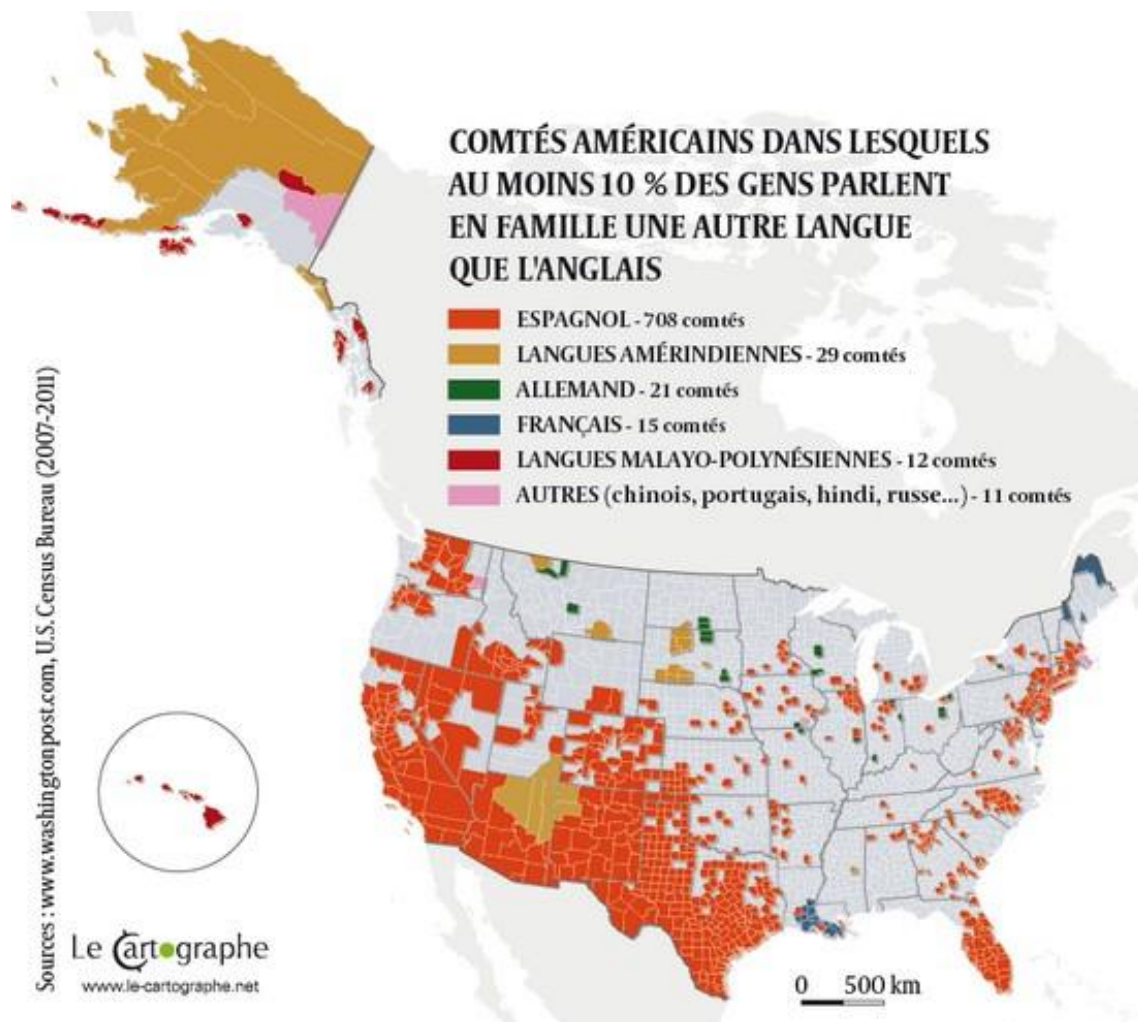 COMTÉS AMÉRICAINS DANS LESQUELS
AU MOINS 10 % DES GENS PARLENT
EN FAMILLE UNE AUTRE LANGUE
QUE L'ANGLAIS
ESPAGNOL - 708 comtés
LANGUES AMÉRINDIENNES - 29 comtés
ALLEMAND - 21 comtés
FRANÇAIS - 15 comtés
LANGUES MALAYO-POLYNÉSIENNES - 12 comtés
AUTRES (chinois, portugais, hindi, russe...) - 11 comtés
Sources : www.washingtonpost.com, U.S. Census Bureau (2007-2011)
Le Cartographe
www.le-cartographe.net
0 500 km